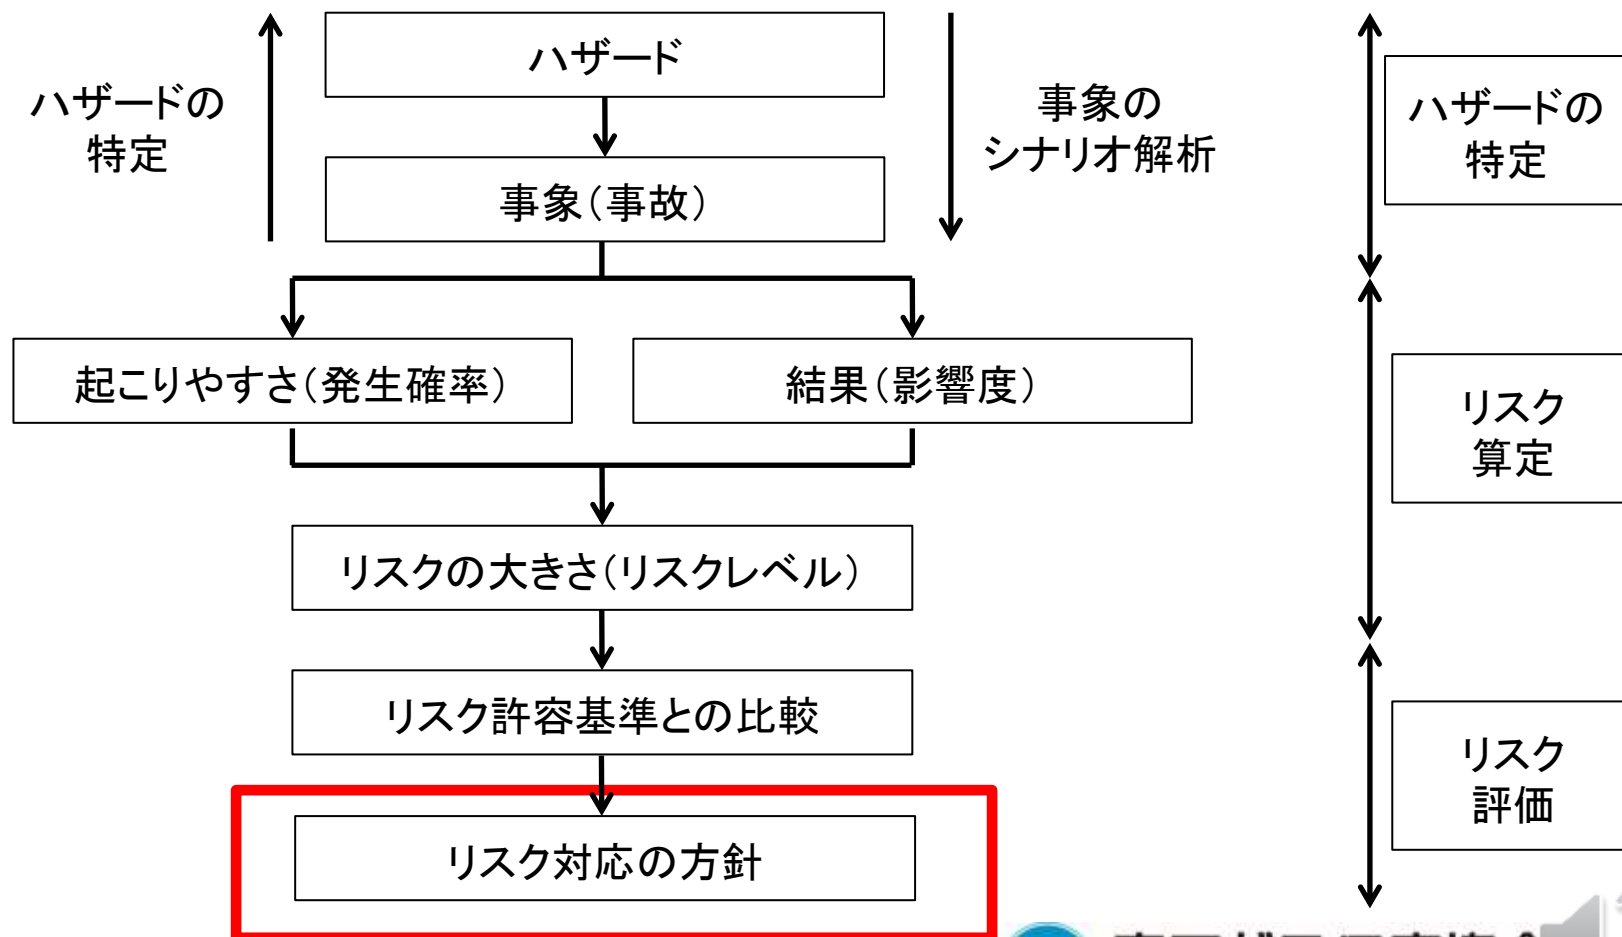 ハザード
ハザードの
特定
事象の
シナリオ解析
ハザードの
特定
事象（事故）
起こりやすさ（発生確率）
結果（影響度）
リスク
算定
リスクの大きさ（リスクレベル）
リスク許容基準との比較
リスク
評価
リスク対応の方針